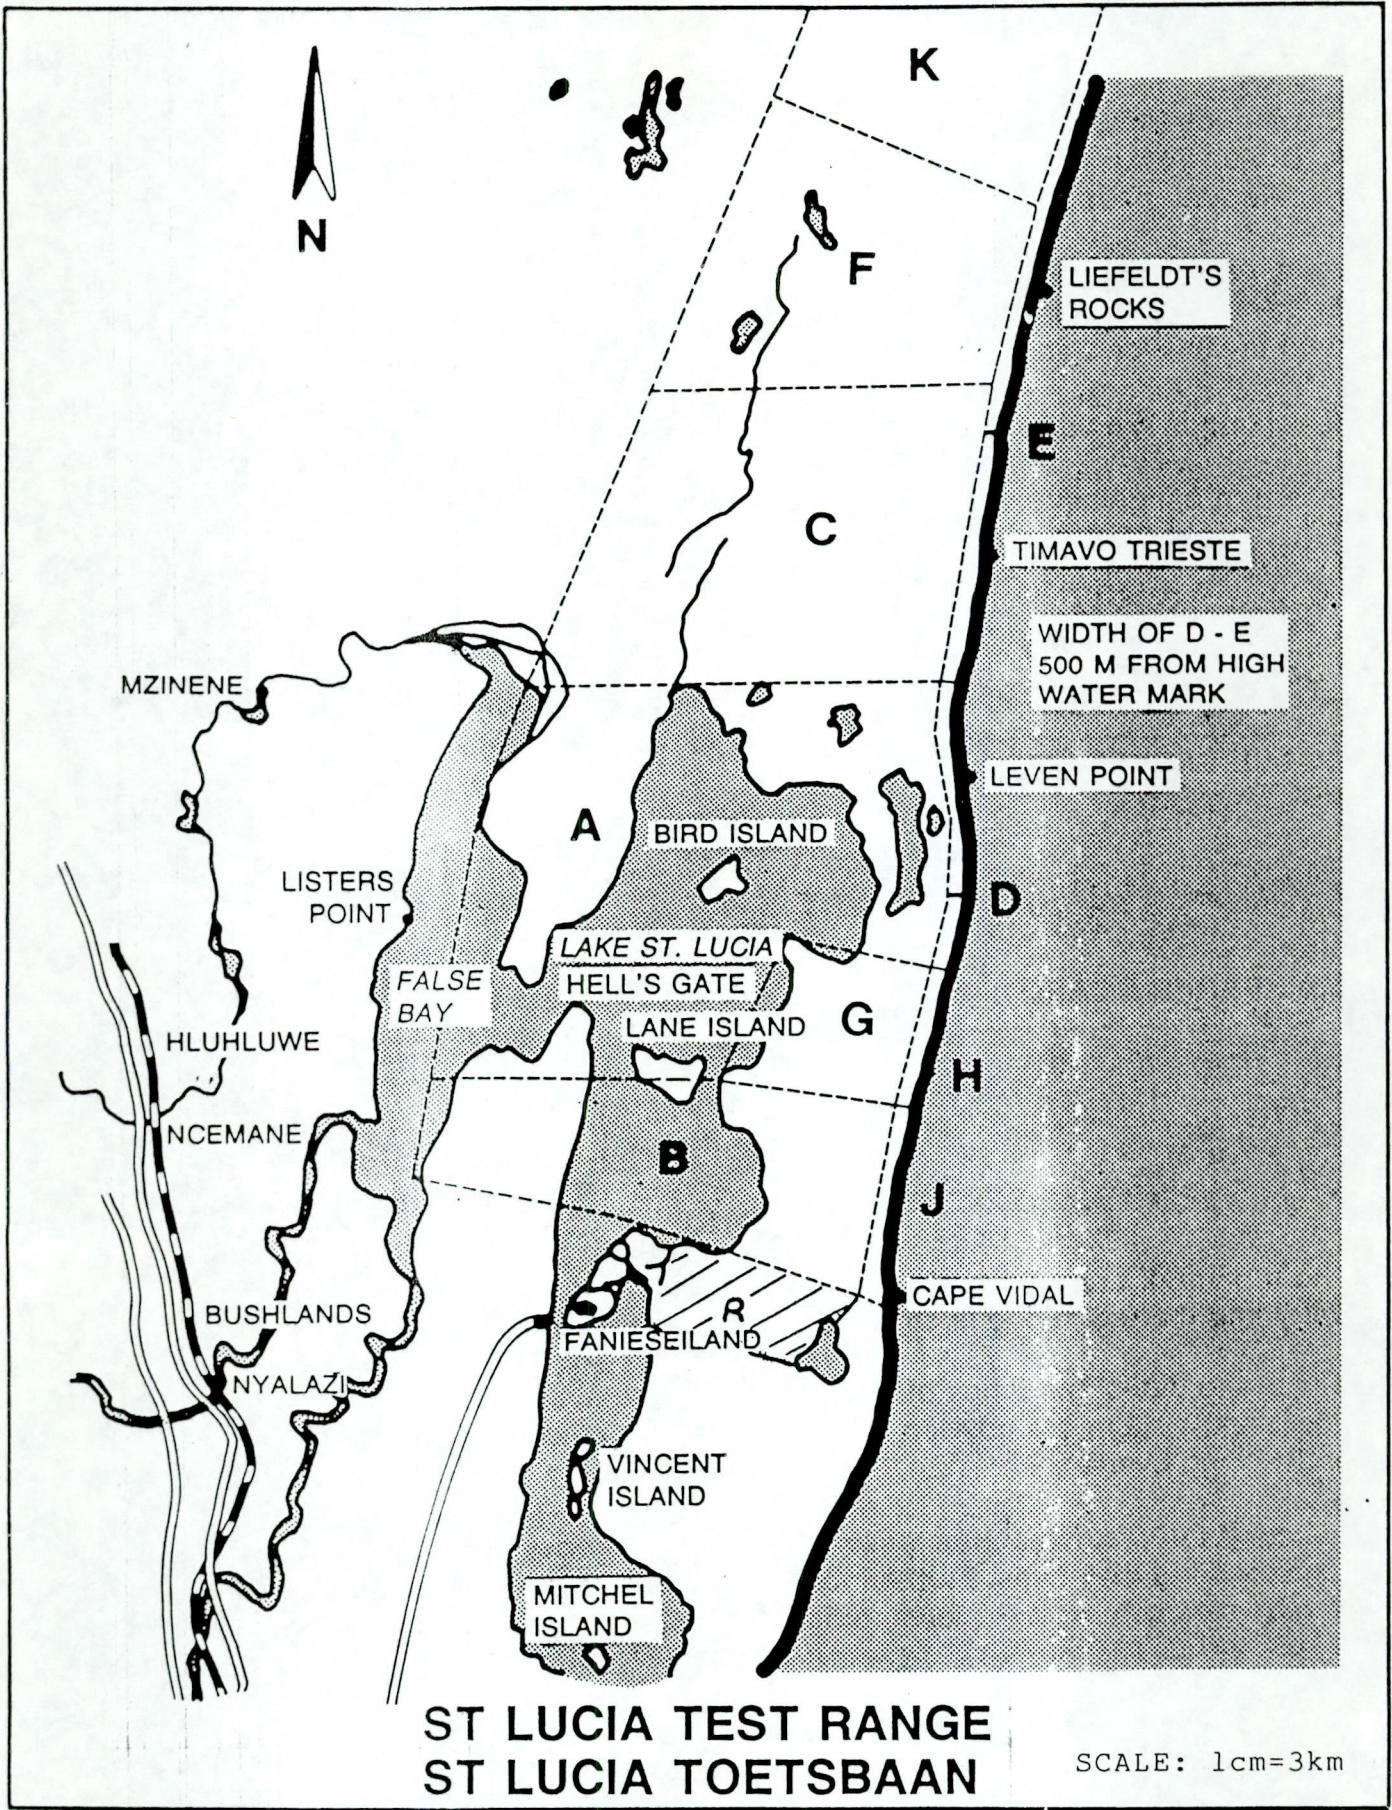 K
N
F
LIEFELDT'S
ROCKS
E
C
TIMAVO TRIESTE
WIDTH OF D - E
500 M FROM HIGH
WATER MARK
MZINENE
LEVEN POINT
A
BIRD ISLAND
LISTERS
POINT
D
LAKE ST. LUCIA
FALSE
BAY
HELL'S GATE
LANE ISLAND
G
HLUHLUWE
H
NCEMANE
B
J
CAPE VIDAL
BUSHLANDS
R
FANIESEILAND
NYALAZI
VINCENT
ISLAND
MITCHEL
ISLAND
ST LUCIA TEST RANGE
ST LUCIA TOETSBAAN
SCALE: 1cm=3km